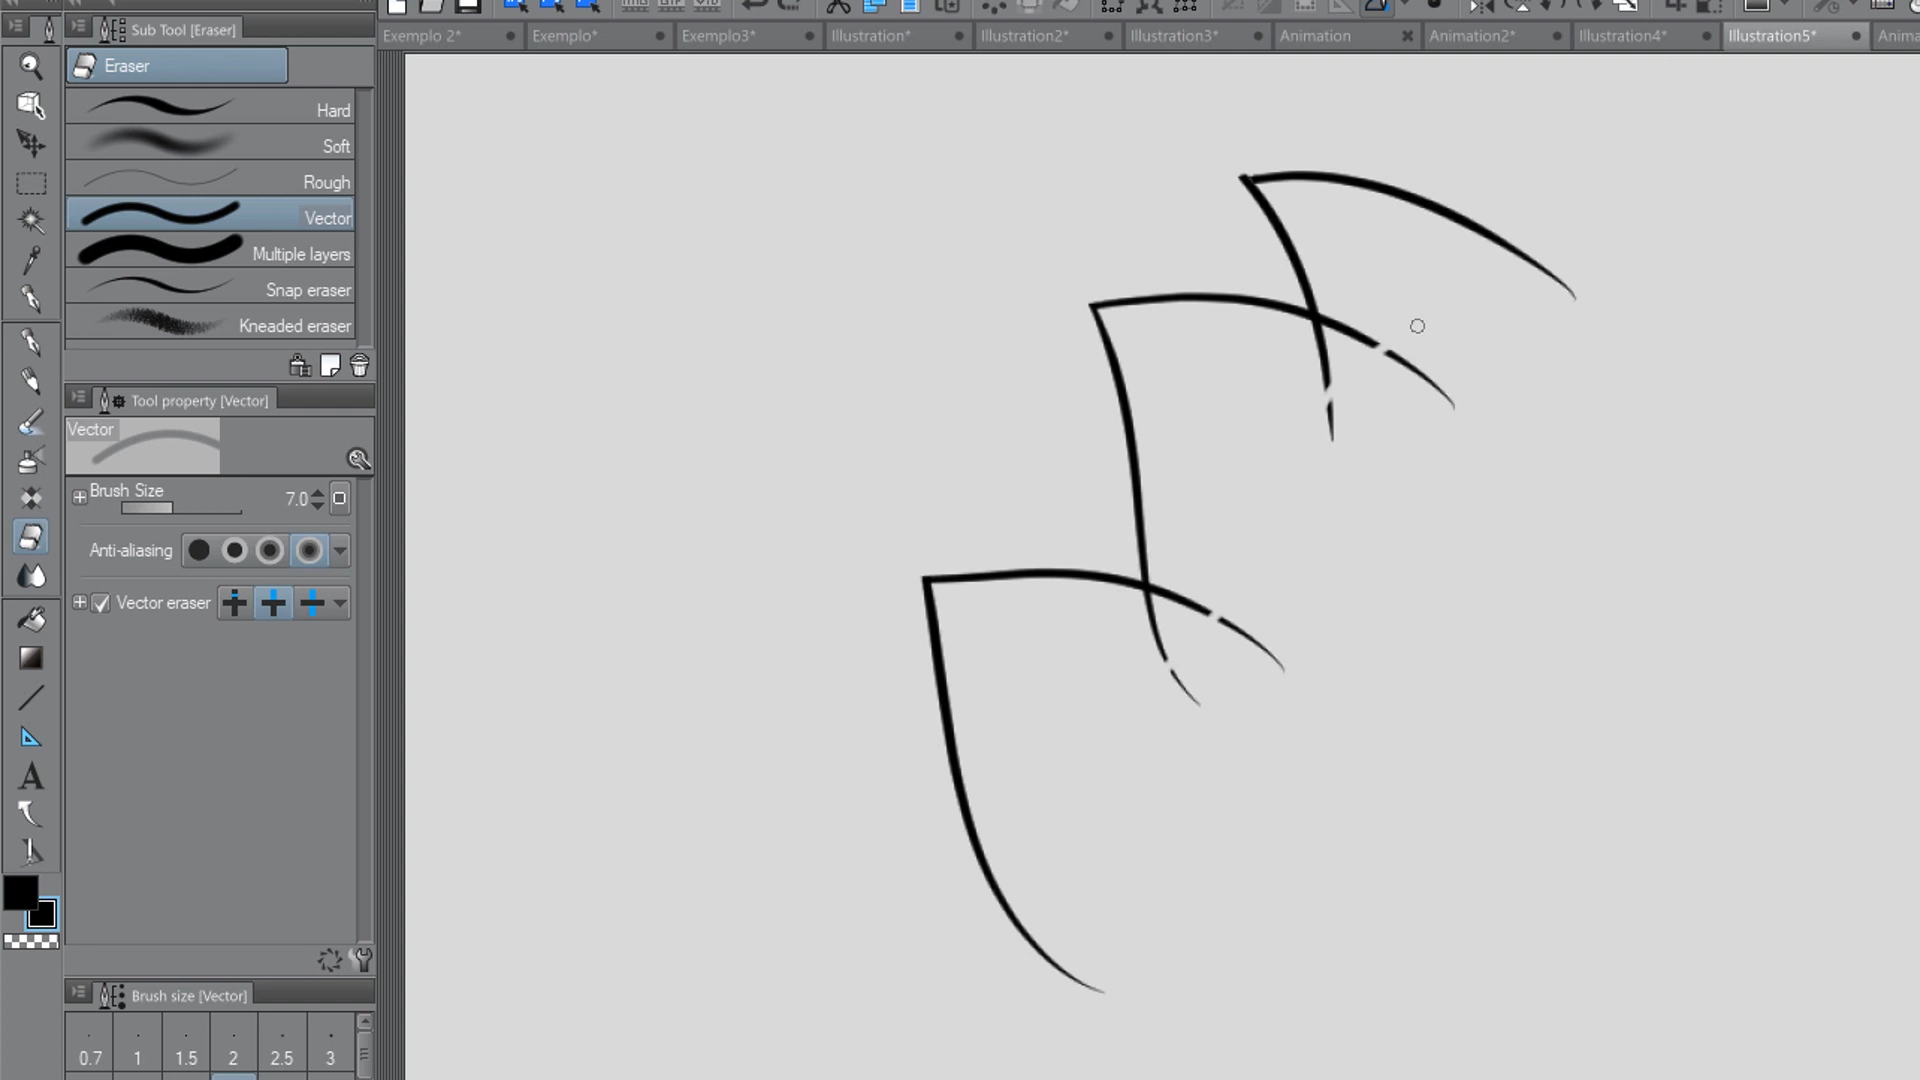 Sub Tool [Eraser]
Exemplo 2*
Exemplo*
Exemplo3*
Illustration*
Illustration2*
Illustration3*
Animation
Animation2*
Illustration4*
Illustration5*
Eraser
Hard
Soft
Rough
Vector
Multiple layers
Snap eraser
Kneaded eraser
Tool property [Vector]
Vector
Brush Size 7.0
Anti-aliasing
Vector eraser
A
Brush size [Vector]
0.7 1 1.5 2 2.5 3